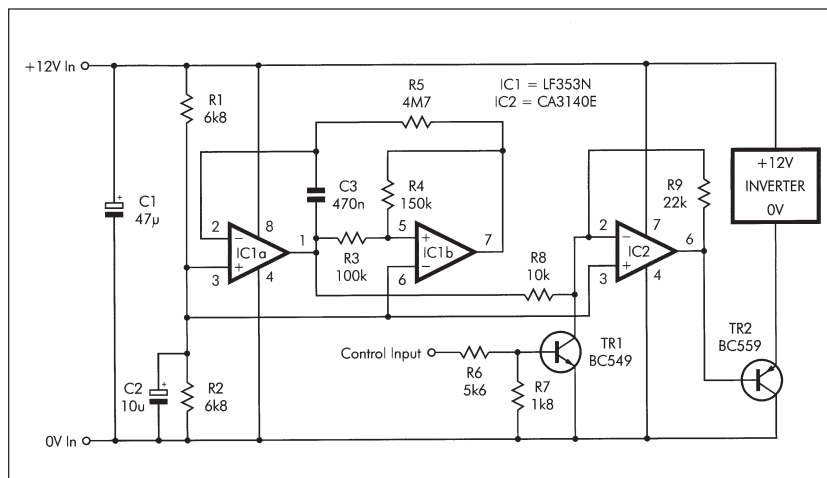 +12V In
R1
6k8
R5
4M7
IC1 = LF353N
IC2 = CA3140E
+12V
INVERTER
0V
C1
47µ
+
C3
470n
R4
150k
R9
22k
2
8
−
IC1a
1
+
3
4
R3
100k
5
+
IC1b
7
−
6
R8
10k
2
7
−
IC2
6
+
3
4
TR1
BC549
TR2
BC559
Control Input
R6
5k6
R7
1k8
C2
10u
+
R2
6k8
0V In